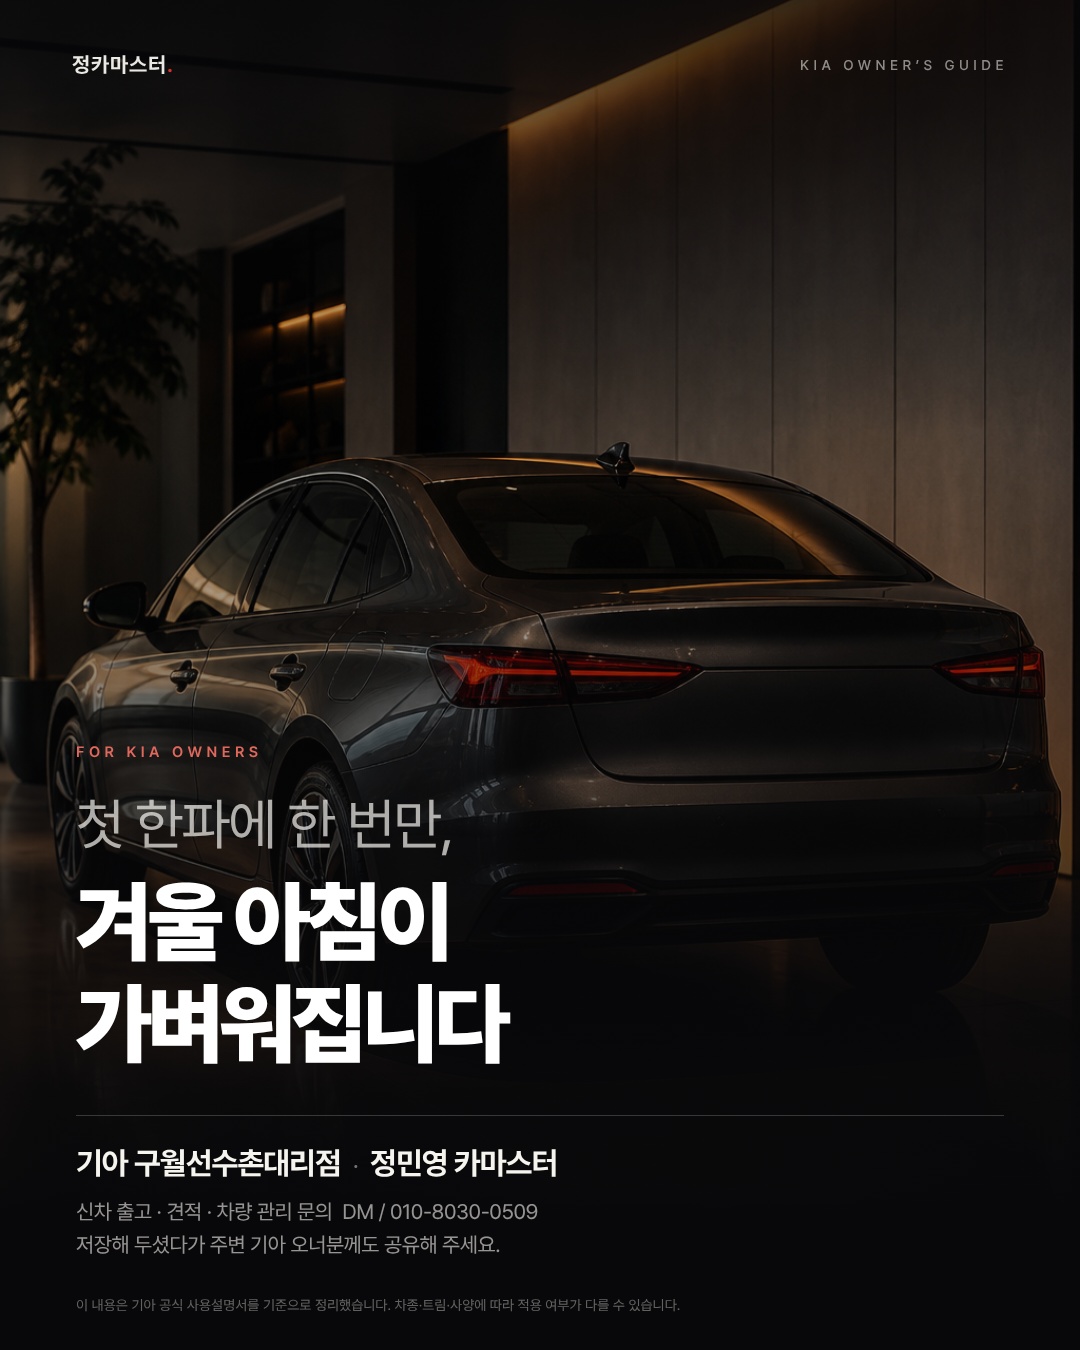 정카마스터.
KIA OWNER’S GUIDE
FOR KIA OWNERS
첫 한파에 한 번만,
겨울 아침이
가벼워집니다
기아 구월선수촌대리점 · 정민영 카마스터
신차 출고 · 견적 · 차량 관리 문의 DM / 010-8030-0509
저장해 두셨다가 주변 기아 오너분께도 공유해 주세요.
이 내용은 기아 공식 사용설명서를 기준으로 정리했습니다. 차종·트림·사양에 따라 적용 여부가 다를 수 있습니다.